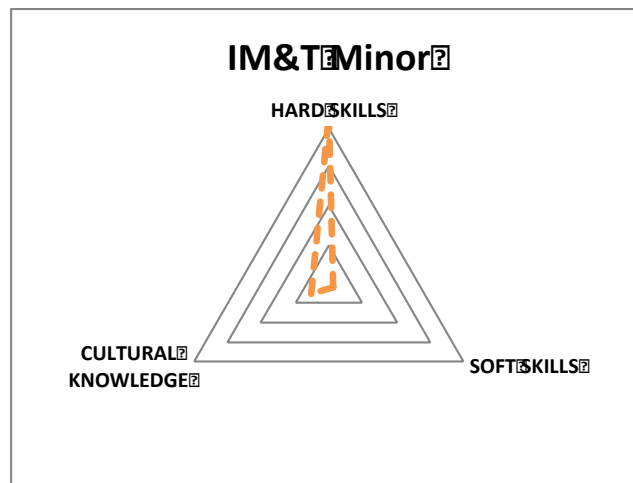 IM&T Minor
HARD SKILLS
CULTURAL
KNOWLEDGE
SOFT SKILLS